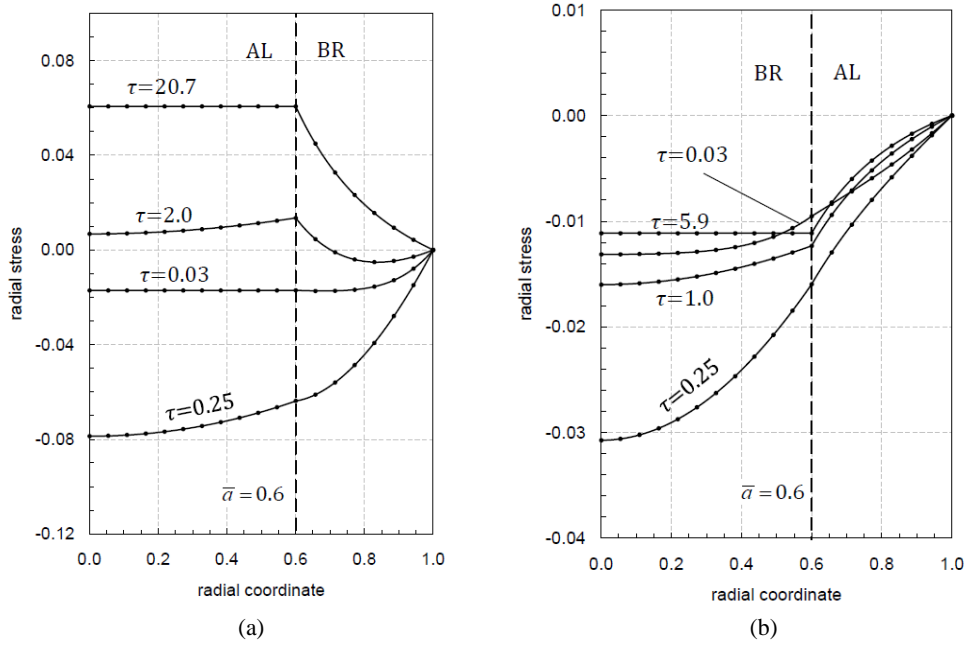 0.08
0.04
0.00
-0.04
-0.08
-0.12
radial stress
AL
BR
τ=20.7
τ=2.0
τ=0.03
τ=0.25
a̅ = 0.6
0.0 0.2 0.4 0.6 0.8 1.0
radial coordinate
(a)
0.01
0.00
-0.01
-0.02
-0.03
-0.04
radial stress
BR
AL
τ=0.03
τ=5.9
τ=1.0
τ=0.25
a̅ = 0.6
0.0 0.2 0.4 0.6 0.8 1.0
radial coordinate
(b)